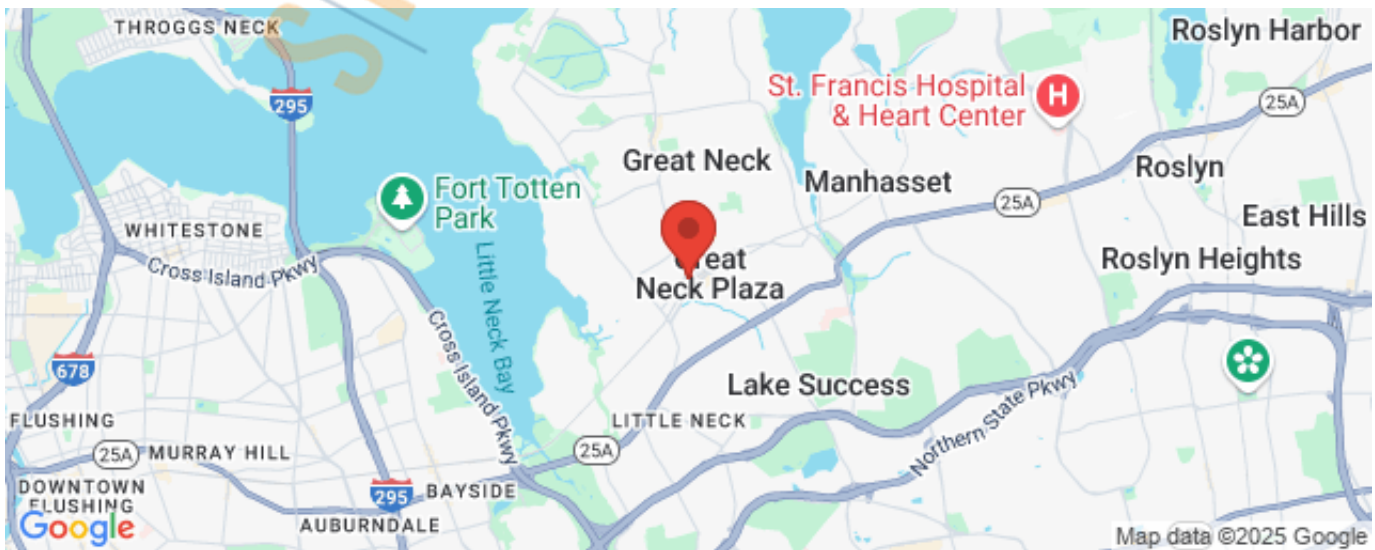 THROGGS NECK
Roslyn Harbor
295
St. Francis Hospital
& Heart Center
H
25A
Great Neck
Manhasset
Roslyn
Fort Totten
Park
25A
East Hills
WHITESTONE
Cross Island Pkwy
Great
Neck Plaza
Roslyn Heights
Little Neck Bay
Cross Island Pkwy
678
Lake Success
Northern State Pkwy
FLUSHING
LITTLE NECK
25A
MURRAY HILL
25A
DOWNTOWN
FLUSHING
295
BAYSIDE
AUBURNDALE
Google
Map data ©2025 Google